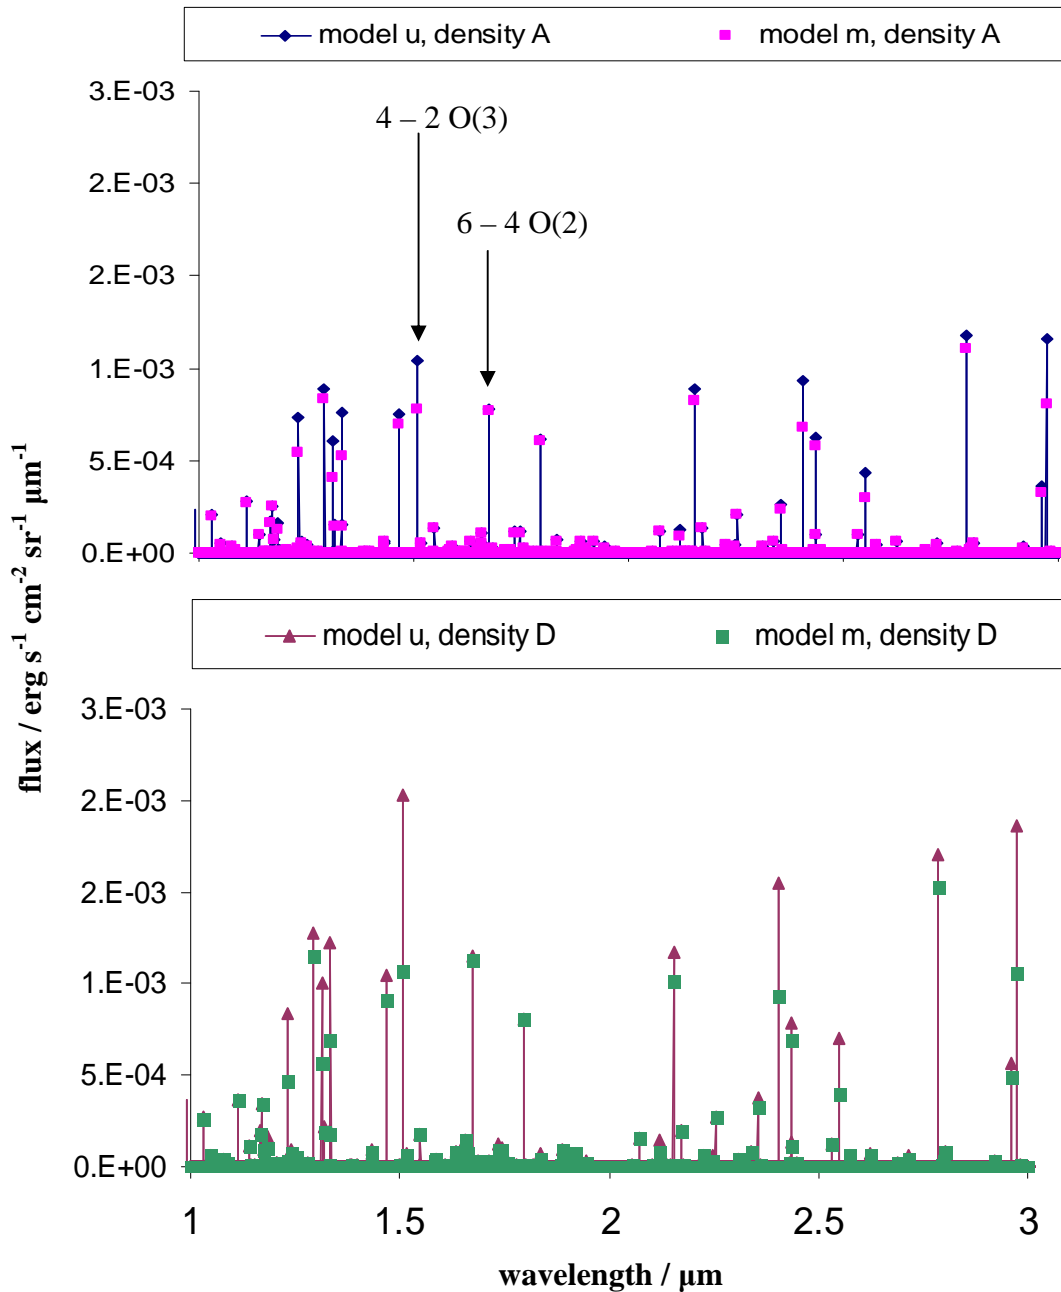 model u, density A model m, density A
3.E-03
4 – 2 O(3)
2.E-03
6 – 4 O(2)
2.E-03
1.E-03
5.E-04
0.E+00
model u, density D model m, density D
flux / erg s⁻¹ cm⁻² sr⁻¹ μm⁻¹
3.E-03
2.E-03
2.E-03
1.E-03
5.E-04
0.E+00
1 1.5 2 2.5 3
wavelength / μm